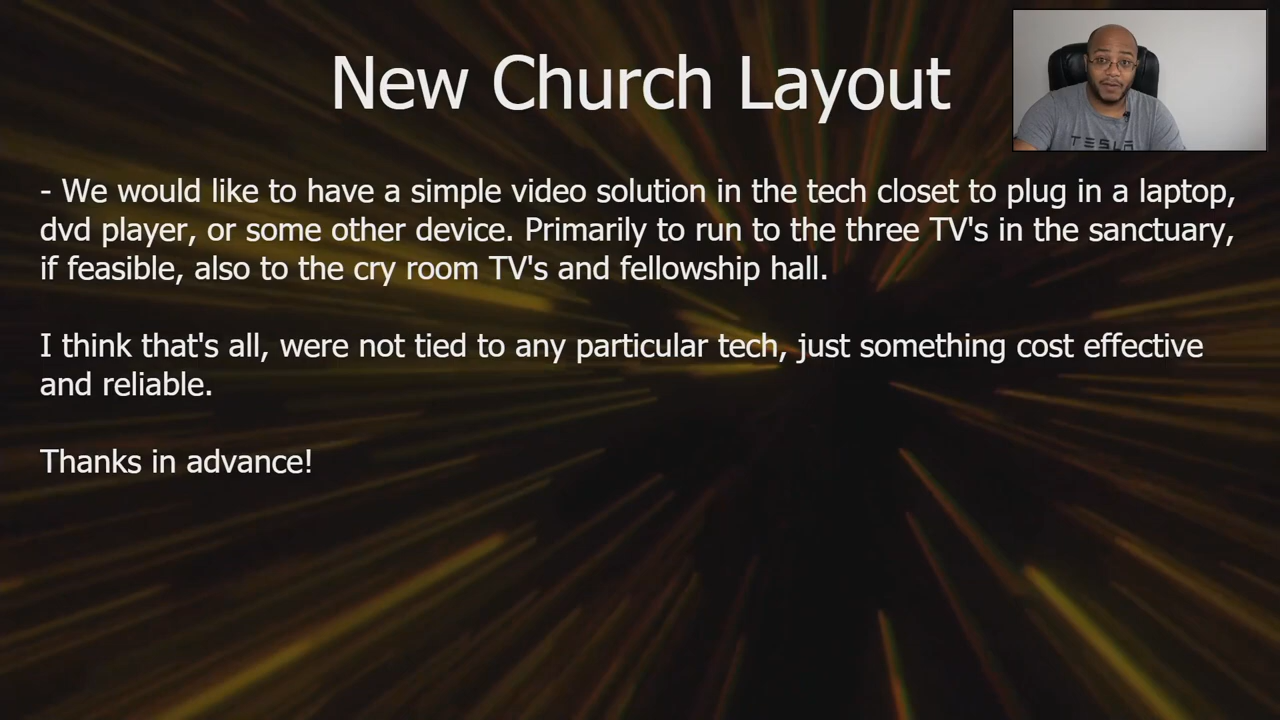 New Church Layout
- We would like to have a simple video solution in the tech closet to plug in a laptop,
dvd player, or some other device. Primarily to run to the three TV's in the sanctuary,
if feasible, also to the cry room TV's and fellowship hall.
I think that's all, were not tied to any particular tech, just something cost effective
and reliable.
Thanks in advance!
TESLA